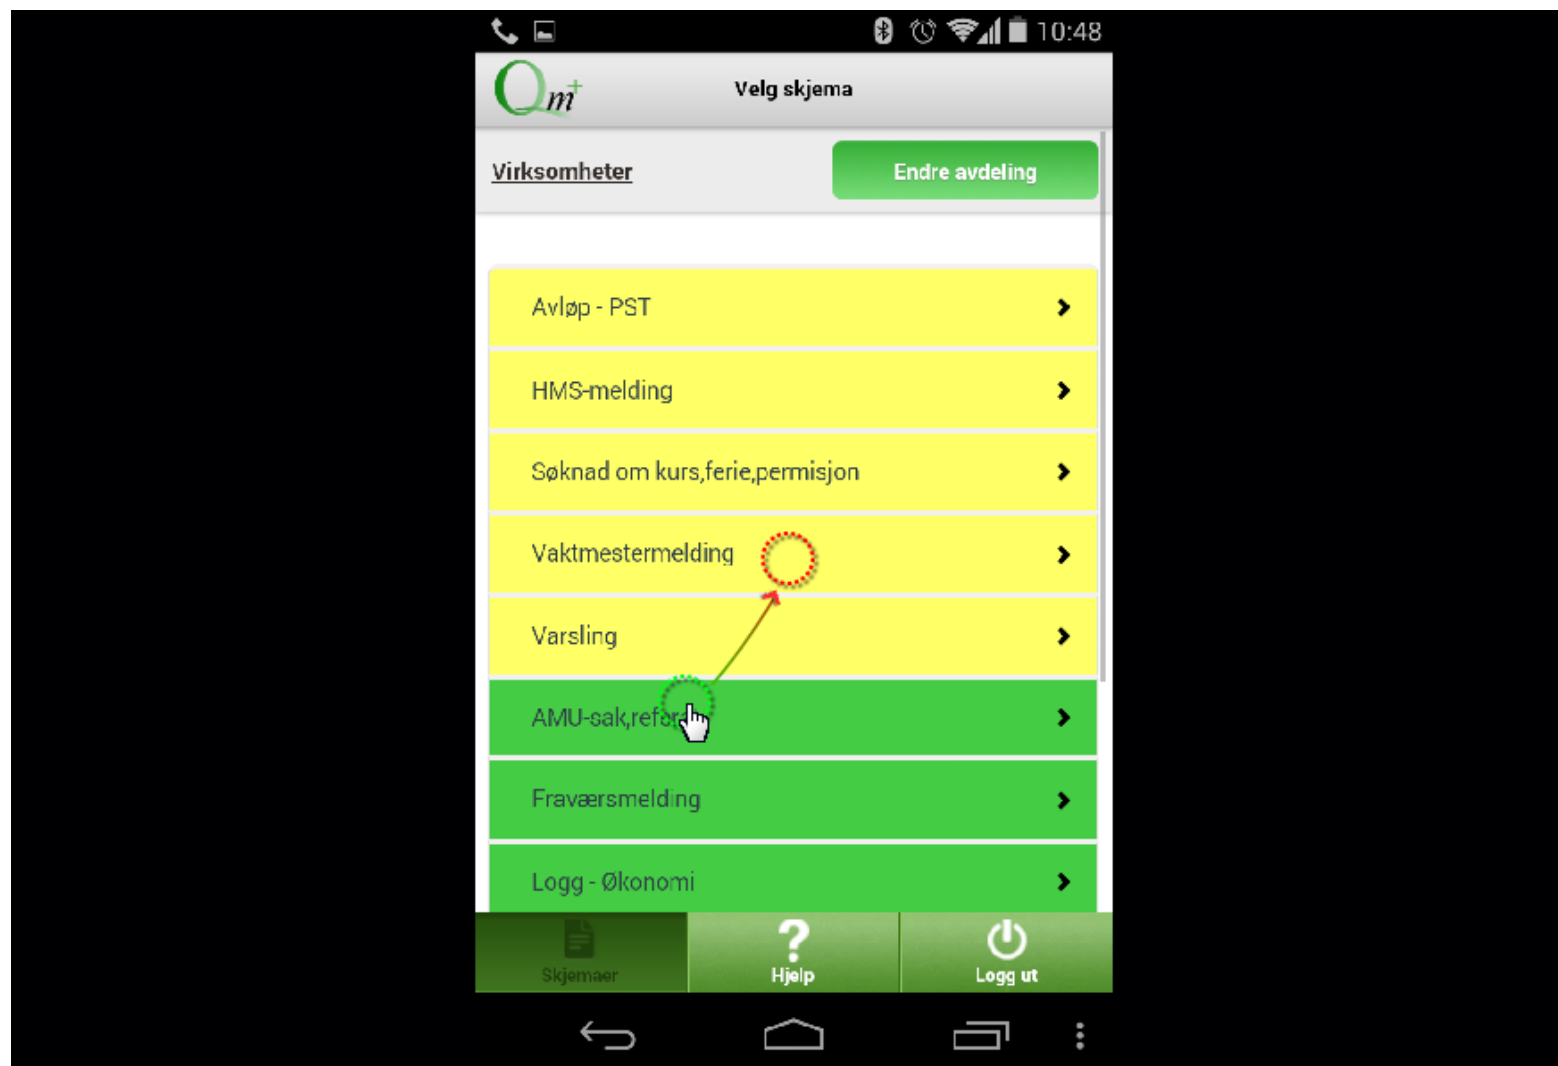 10:48
Qm+
Velg skjema
Virksomheter
Endre avdeling
Avløp - PST
HMS-melding
Søknad om kurs,ferie,permisjon
Vaktmestermelding
Varsling
AMU-sak,
Fraværsmelding
Logg - Økonomi
Skjemaer
Hjelp
Logg ut